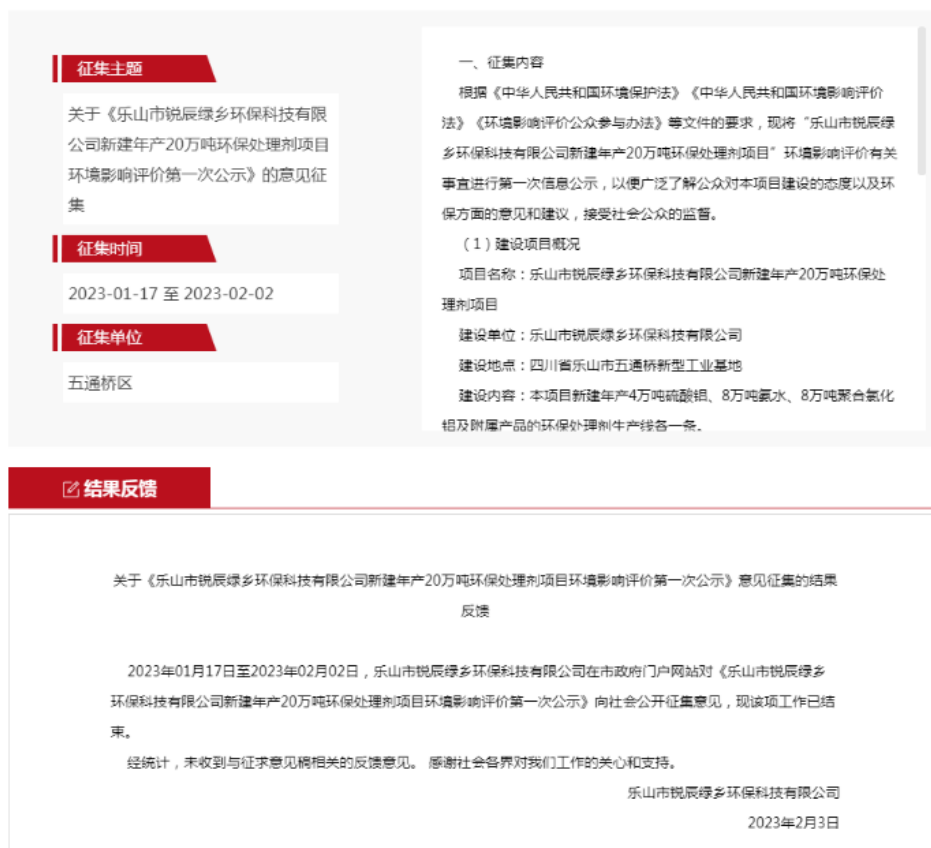 征集主题
关于《乐山市锐辰绿乡环保科技有限
公司新建年产20万吨环保处理剂项目
环境影响评价第一次公示》的意见征
集
征集时间
2023-01-17 至 2023-02-02
征集单位
五通桥区
一、征集内容
根据《中华人民共和国环境保护法》《中华人民共和国环境影响评价
法》《环境影响评价公众参与办法》等文件的要求，现将“乐山市锐辰绿
乡环保科技有限公司新建年产20万吨环保处理剂项目”环境影响评价有关
事宜进行第一次信息公示，以便广泛了解公众对本项目建设的态度以及环
保方面的意见和建议，接受社会公众的监督。
（1）建设项目概况
项目名称：乐山市锐辰绿乡环保科技有限公司新建年产20万吨环保处
理剂项目
建设单位：乐山市锐辰绿乡环保科技有限公司
建设地点：四川省乐山市五通桥新型工业基地
建设内容：本项目新建年产4万吨硫酸铝、8万吨氨水、8万吨聚合氯化
铝及附属产品的环保处理剂生产线各一条。
结果反馈
关于《乐山市锐辰绿乡环保科技有限公司新建年产20万吨环保处理剂项目环境影响评价第一次公示》意见征集的结果
反馈
2023年01月17日至2023年02月02日，乐山市锐辰绿乡环保科技有限公司在市政府门户网站对《乐山市锐辰绿乡
环保科技有限公司新建年产20万吨环保处理剂项目环境影响评价第一次公示》向社会公开征集意见，现该项工作已结
束。
经统计，未收到与征求意见稿相关的反馈意见。 感谢社会各界对我们工作的关心和支持。
乐山市锐辰绿乡环保科技有限公司
2023年2月3日